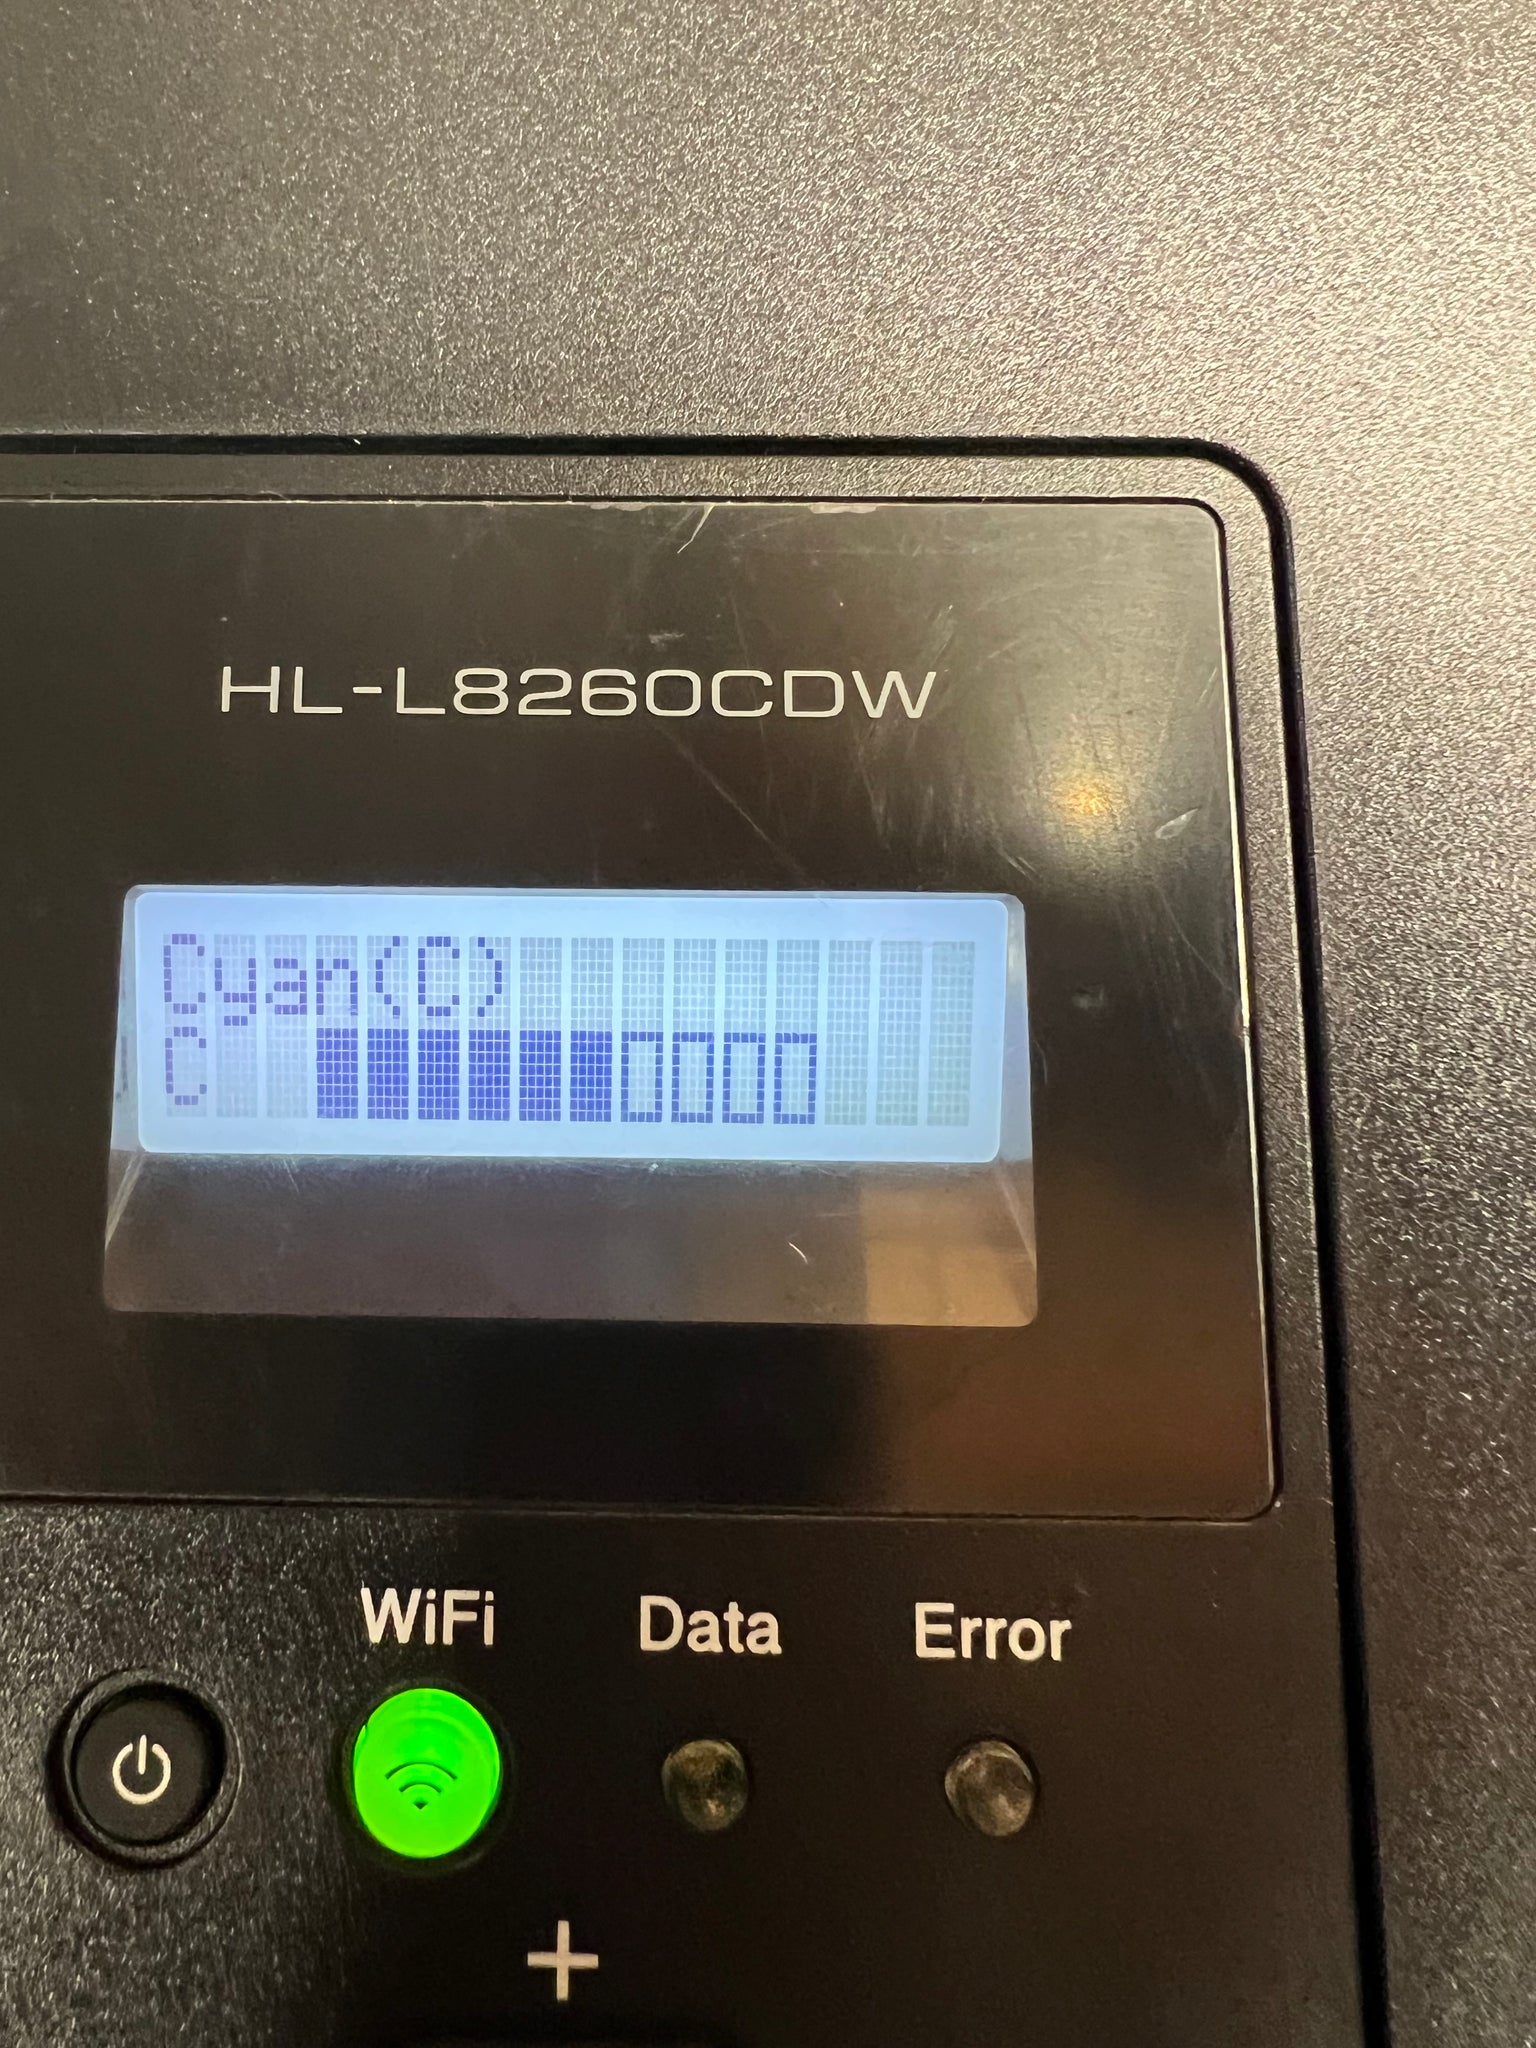 HL-L8260CDW
Cyan(C)
C ■■■■■■□□□□
WiFi Data Error
+